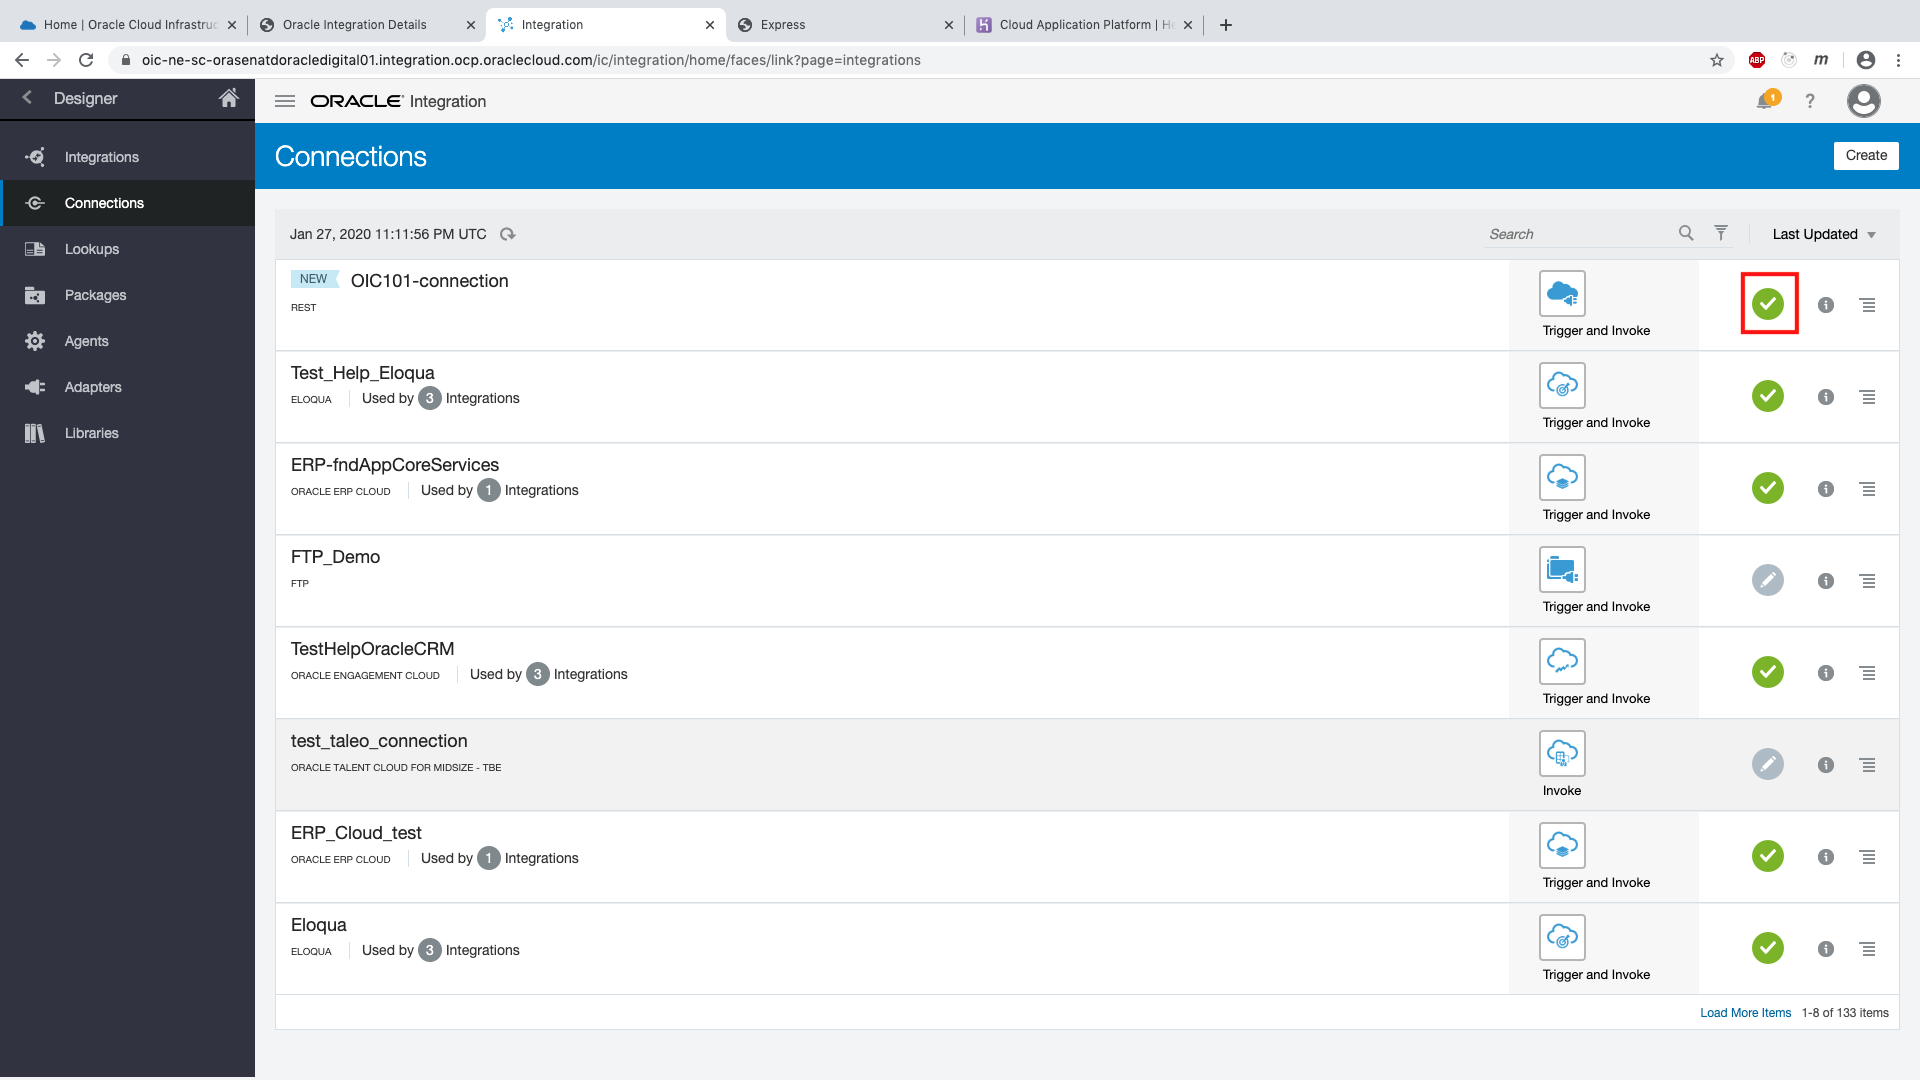 Home | Oracle Cloud Infrastruc
Oracle Integration Details
Integration
Express
Cloud Application Platform | He
oic-ne-sc-orasenatdoracledigital01.integration.ocp.oraclecloud.com/ic/integration/home/faces/link?page=integrations
ABP
m
Designer
ORACLE Integration
1
?
Integrations
Connections
Lookups
Packages
Agents
Adapters
Libraries
Connections
Create
Jan 27, 2020 11:11:56 PM UTC
Search
Last Updated
NEW OIC101-connection
REST
Trigger and Invoke
Test_Help_Eloqua
ELOQUA Used by 3 Integrations
Trigger and Invoke
ERP-fndAppCoreServices
ORACLE ERP CLOUD Used by 1 Integrations
Trigger and Invoke
FTP_Demo
FTP
Trigger and Invoke
TestHelpOracleCRM
ORACLE ENGAGEMENT CLOUD Used by 3 Integrations
Trigger and Invoke
test_taleo_connection
ORACLE TALENT CLOUD FOR MIDSIZE - TBE
Invoke
ERP_Cloud_test
ORACLE ERP CLOUD Used by 1 Integrations
Trigger and Invoke
Eloqua
ELOQUA Used by 3 Integrations
Trigger and Invoke
Load More Items 1-8 of 133 items